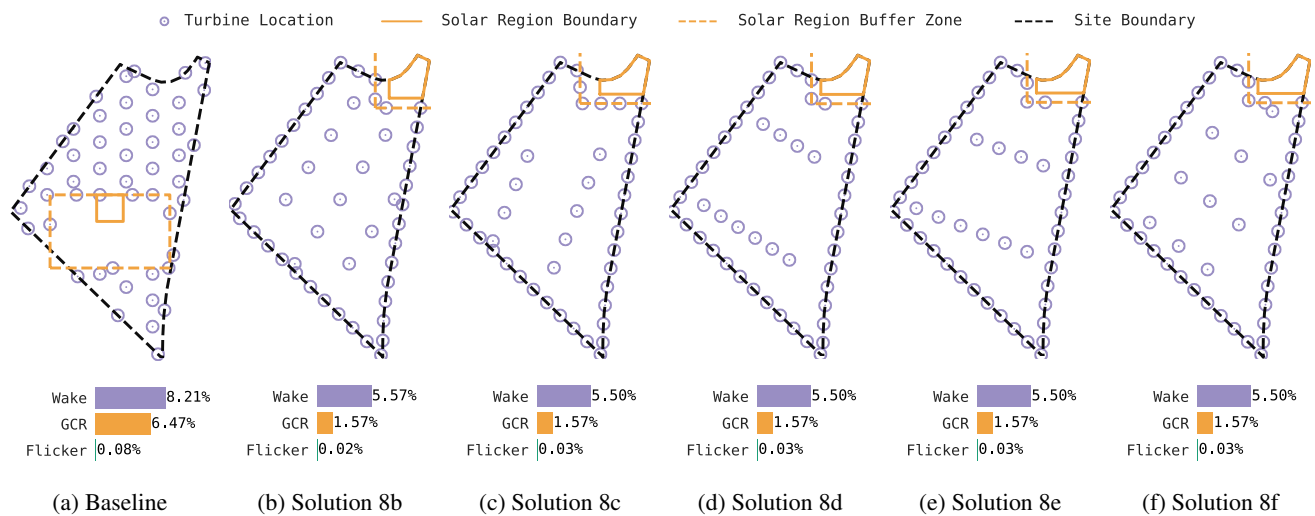 Turbine Location Solar Region Boundary Solar Region Buffer Zone Site Boundary
Wake 8.21%
GCR 6.47%
Flicker 0.08%
(a) Baseline
Wake 5.57%
GCR 1.57%
Flicker 0.02%
(b) Solution 8b
Wake 5.50%
GCR 1.57%
Flicker 0.03%
(c) Solution 8c
Wake 5.50%
GCR 1.57%
Flicker 0.03%
(d) Solution 8d
Wake 5.50%
GCR 1.57%
Flicker 0.03%
(e) Solution 8e
Wake 5.50%
GCR 1.57%
Flicker 0.03%
(f) Solution 8f